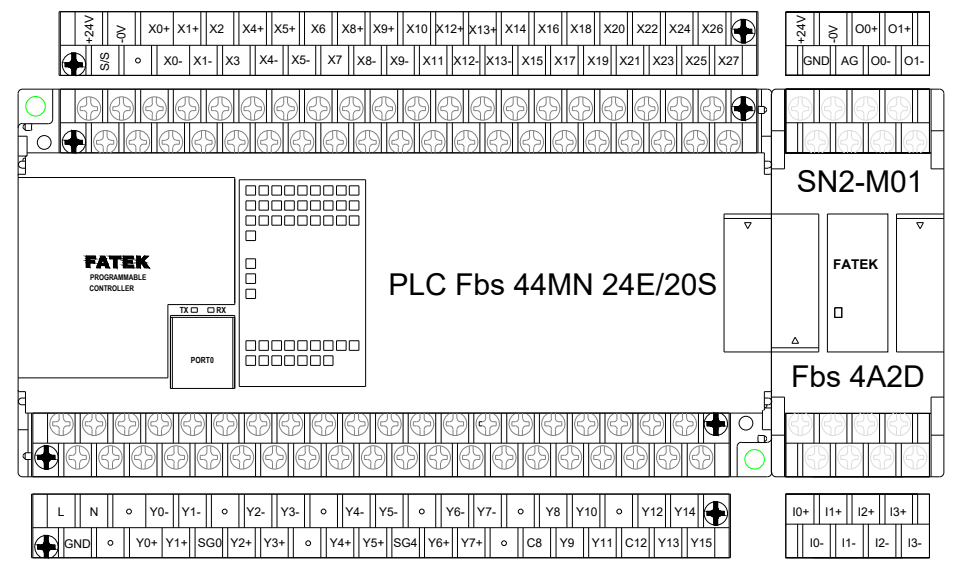 +24V -0V X0+ X1+ X2 X4+ X5+ X6 X8+ X9+ X10 X12+ X13+ X14 X16 X18 X20 X22 X24 X26
S/S X0- X1- X3 X4- X5- X7 X8- X9- X11 X12- X13- X15 X17 X19 X21 X23 X25 X27
+24V -0V O0+ O1+
GND AG O0- O1-
SN2-M01
FATEK
PROGRAMMABLE
CONTROLLER
TX RX
PORT0
PLC Fbs 44MN 24E/20S
FATEK
Fbs 4A2D
L N Y0- Y1- Y2- Y3- Y4- Y5- Y6- Y7- Y8 Y10 Y12 Y14
GND Y0+ Y1+ SG0 Y2+ Y3+ Y4+ Y5+ SG4 Y6+ Y7+ C8 Y9 Y11 C12 Y13 Y15
I0+ I1+ I2+ I3+
I0- I1- I2- I3-